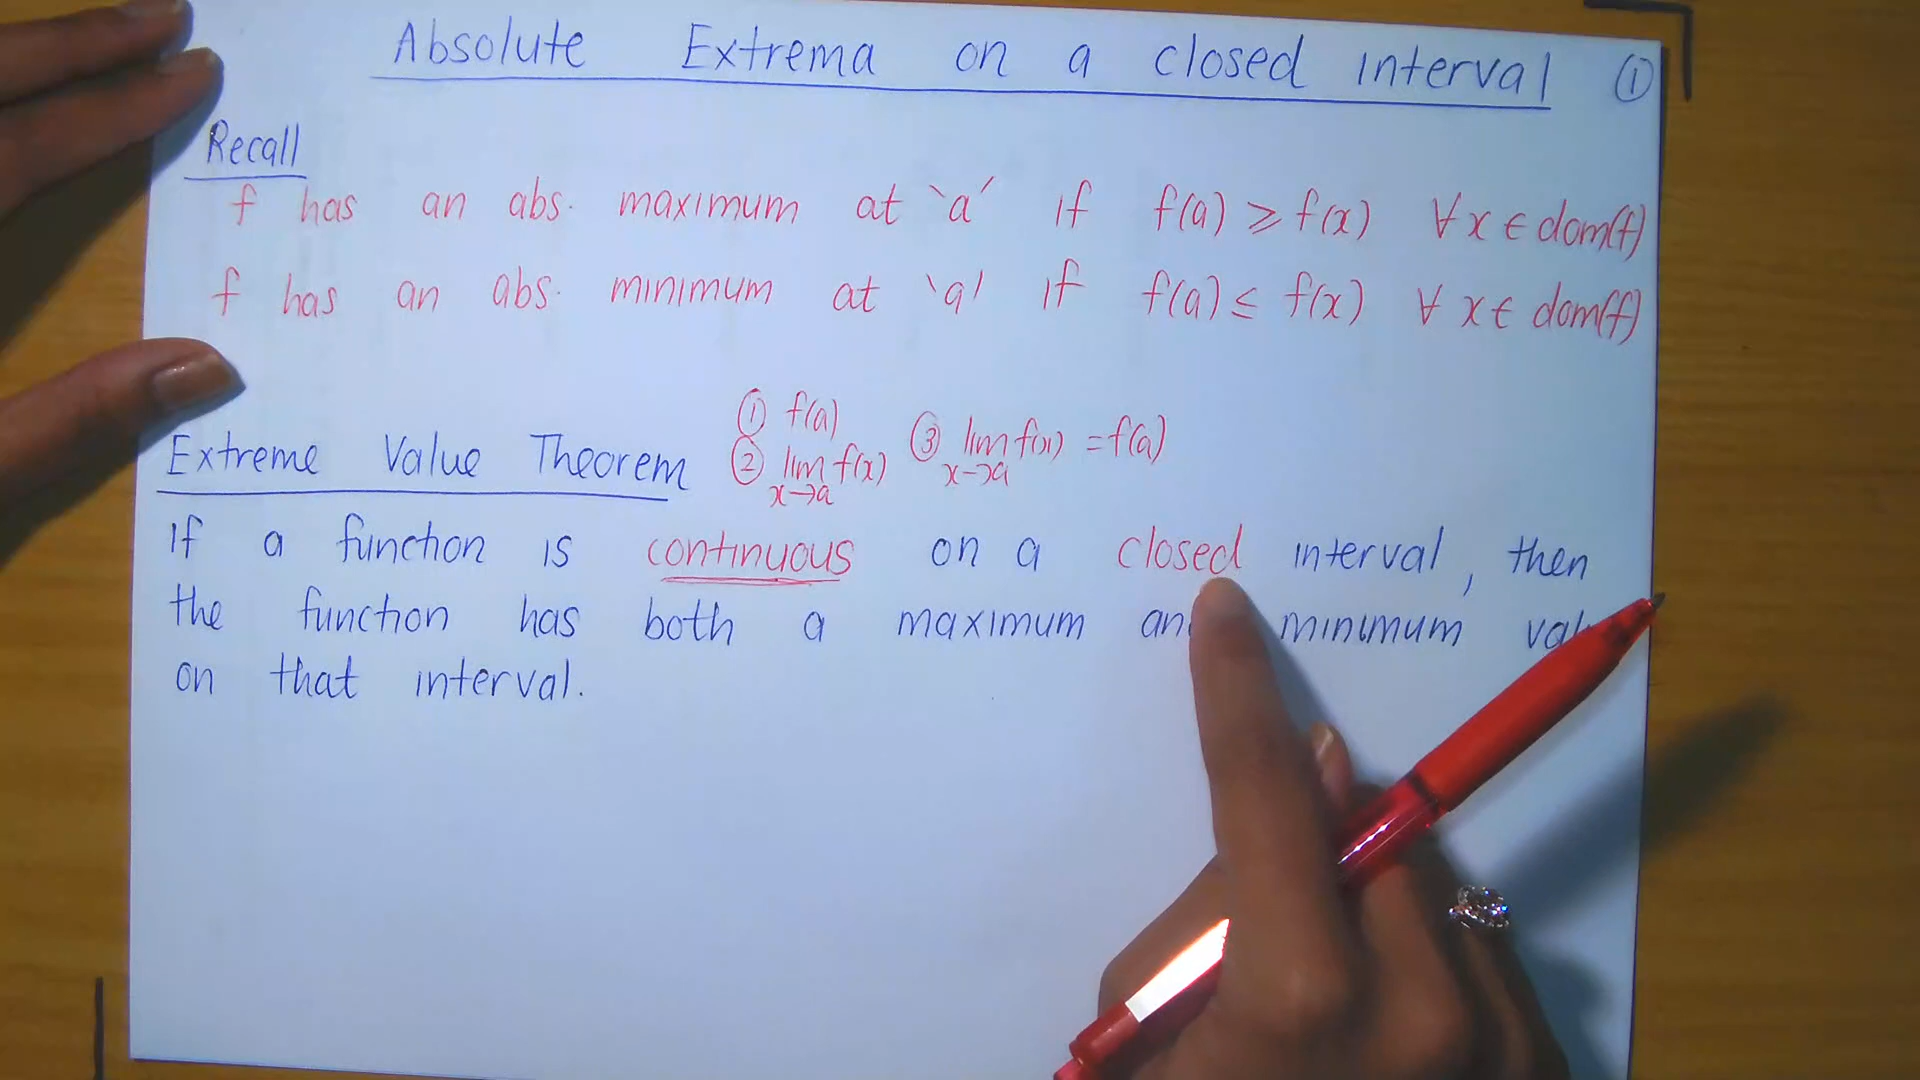 Absolute Extrema on a closed interval ①
Recall
f has an abs. maximum at `a´ if f(a) ⩾ f(x) ∀x ∈ dom(f)
f has an abs. minimum at 'a' if f(a) ≤ f(x) ∀ x ∈ dom(f)
① f(a)
② lim f(x)
x→a
③ lim f(x) = f(a)
x→a
Extreme Value Theorem
If a function is continuous on a closed interval, then
the function has both a maximum minimum
on that interval.